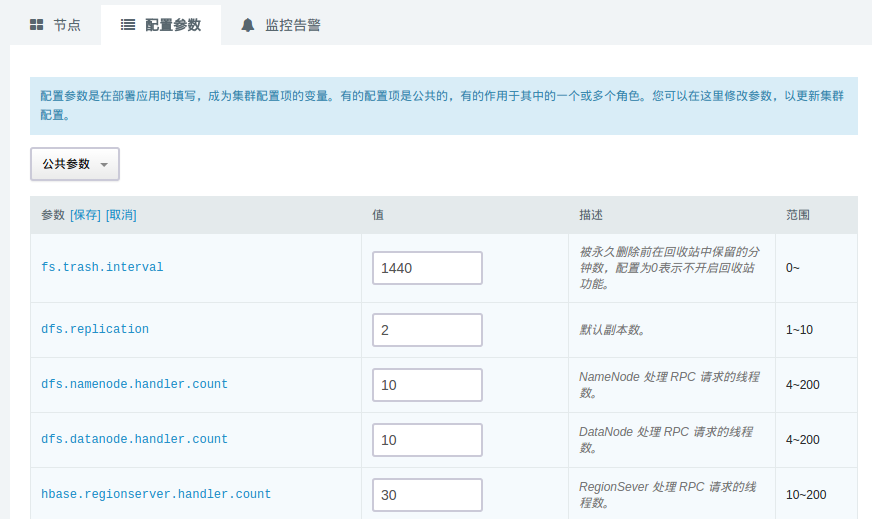 节点 配置参数 监控告警
配置参数是在部署应用时填写，成为集群配置项的变量。有的配置项是公共的，有的作用于其中的一个或多个角色。您可以在这里修改参数，以更新集群
配置。
公共参数
参数 [保存] [取消] 值 描述 范围
fs.trash.interval 1440 被永久删除前在回收站中保留的分
钟数，配置为0表示不开启回收站
功能。 0~
dfs.replication 2 默认副本数。 1~10
dfs.namenode.handler.count 10 NameNode 处理 RPC 请求的线程
数。 4~200
dfs.datanode.handler.count 10 DataNode 处理 RPC 请求的线程
数。 4~200
hbase.regionserver.handler.count 30 RegionSever 处理 RPC 请求的线
程数。 10~200